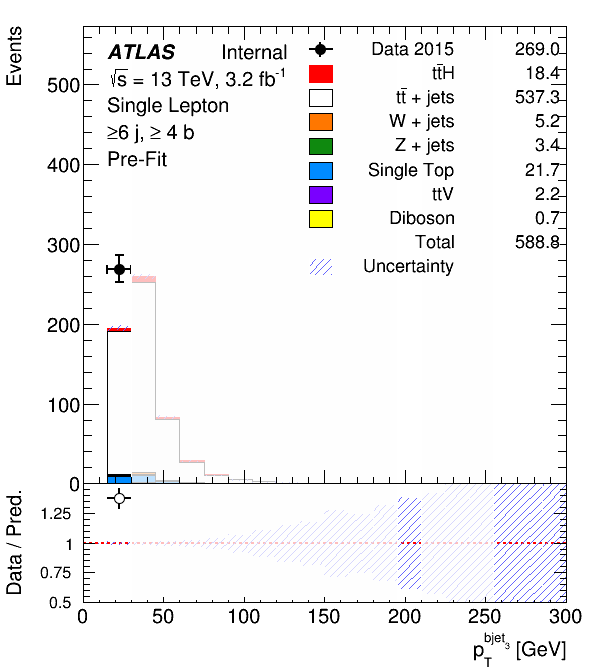 Events
ATLAS Internal
√s = 13 TeV, 3.2 fb⁻¹
Single Lepton
≥6 j, ≥ 4 b
Pre-Fit
Data 2015 269.0
tt̄H 18.4
tt̄ + jets 537.3
W + jets 5.2
Z + jets 3.4
Single Top 21.7
ttV 2.2
Diboson 0.7
Total 588.8
Uncertainty
500
400
300
200
100
0
Data / Pred.
1.25
1
0.75
0.5
0 50 100 150 200 250 300
p_T^{bjet_3} [GeV]